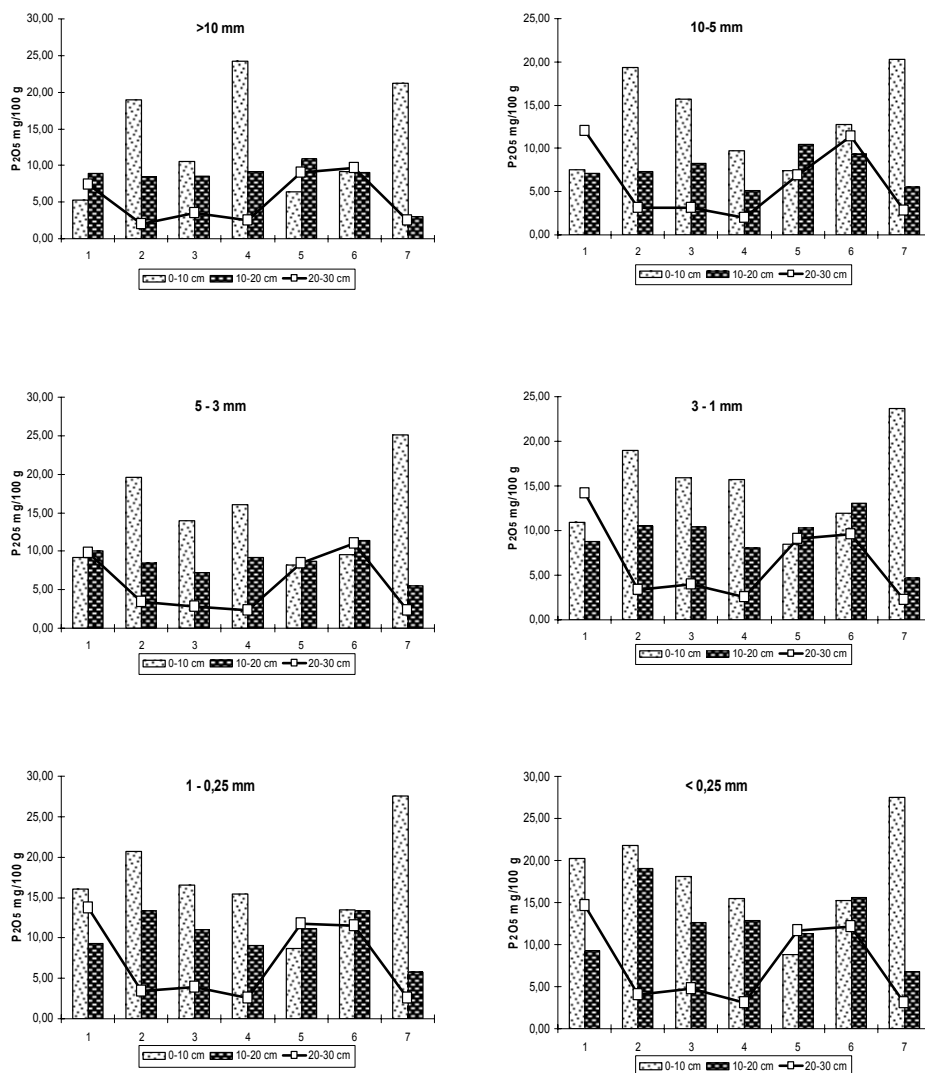 >10 mm
P2O5 mg/100 g
30,00
25,00
20,00
15,00
10,00
5,00
0,00
1 2 3 4 5 6 7
0-10 cm 10-20 cm 20-30 cm
10-5 mm
P2O5 mg/100 g
25,00
20,00
15,00
10,00
5,00
0,00
1 2 3 4 5 6 7
0-10 cm 10-20 cm 20-30 cm
5 - 3 mm
P2O5 mg/100 g
30,00
25,00
20,00
15,00
10,00
5,00
0,00
1 2 3 4 5 6 7
0-10 cm 10-20 cm 20-30 cm
3 - 1 mm
P2O5 mg/100 g
25,00
20,00
15,00
10,00
5,00
0,00
1 2 3 4 5 6 7
0-10 cm 10-20 cm 20-30 cm
1 - 0,25 mm
P2O5 mg/100 g
30,00
25,00
20,00
15,00
10,00
5,00
0,00
1 2 3 4 5 6 7
0-10 cm 10-20 cm 20-30 cm
< 0,25 mm
P2O5 mg/100 g
30,00
25,00
20,00
15,00
10,00
5,00
0,00
1 2 3 4 5 6 7
0-10 cm 10-20 cm 20-30 cm